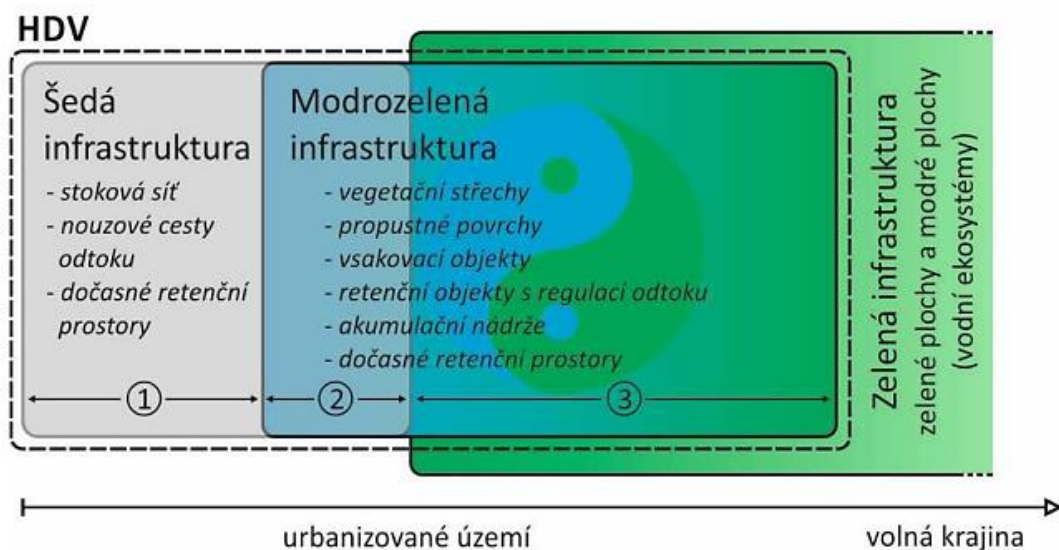 HDV
Šedá
infrastruktura
- stoková síť
- nouzové cesty
odtoku
- dočasné retenční
prostory
Modrozelená
infrastruktura
- vegetační střechy
- propustné povrchy
- vsakovací objekty
- retenční objekty s regulací odtoku
- akumulační nádrže
- dočasné retenční prostory
1
2
3
Zelená infrastruktura
zelené plochy a modré plochy
(vodní ekosystémy)
urbanizované území
volná krajina